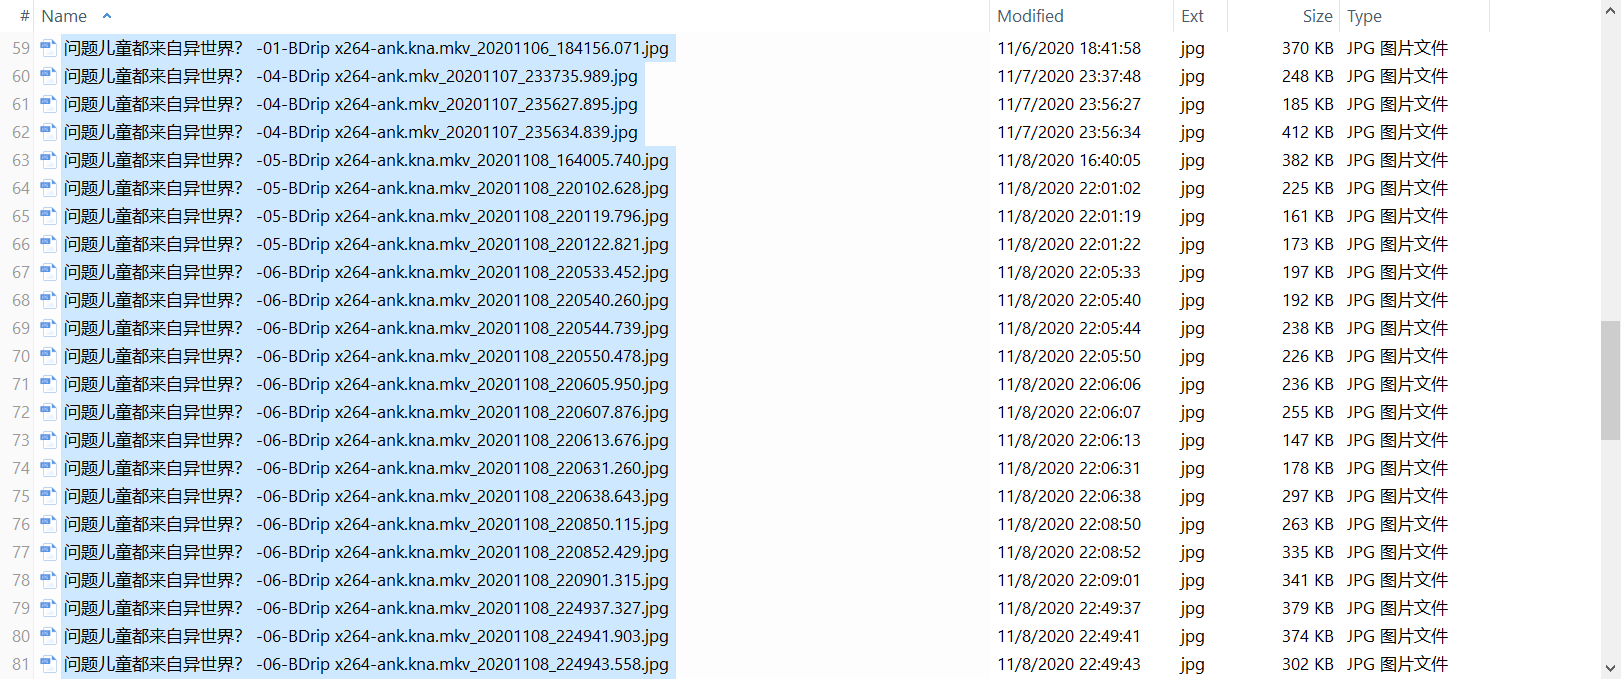 # Name Modified Ext Size Type
59 问题儿童都来自异世界？ -01-BDrip x264-ank.kna.mkv_20201106_184156.071.jpg 11/6/2020 18:41:58 jpg 370 KB JPG 图片文件
60 问题儿童都来自异世界？ -04-BDrip x264-ank.mkv_20201107_233735.989.jpg 11/7/2020 23:37:48 jpg 248 KB JPG 图片文件
61 问题儿童都来自异世界？ -04-BDrip x264-ank.mkv_20201107_235627.895.jpg 11/7/2020 23:56:27 jpg 185 KB JPG 图片文件
62 问题儿童都来自异世界？ -04-BDrip x264-ank.mkv_20201107_235634.839.jpg 11/7/2020 23:56:34 jpg 412 KB JPG 图片文件
63 问题儿童都来自异世界？ -05-BDrip x264-ank.kna.mkv_20201108_164005.740.jpg 11/8/2020 16:40:05 jpg 382 KB JPG 图片文件
64 问题儿童都来自异世界？ -05-BDrip x264-ank.kna.mkv_20201108_220102.628.jpg 11/8/2020 22:01:02 jpg 225 KB JPG 图片文件
65 问题儿童都来自异世界？ -05-BDrip x264-ank.kna.mkv_20201108_220119.796.jpg 11/8/2020 22:01:19 jpg 161 KB JPG 图片文件
66 问题儿童都来自异世界？ -05-BDrip x264-ank.kna.mkv_20201108_220122.821.jpg 11/8/2020 22:01:22 jpg 173 KB JPG 图片文件
67 问题儿童都来自异世界？ -06-BDrip x264-ank.kna.mkv_20201108_220533.452.jpg 11/8/2020 22:05:33 jpg 197 KB JPG 图片文件
68 问题儿童都来自异世界？ -06-BDrip x264-ank.kna.mkv_20201108_220540.260.jpg 11/8/2020 22:05:40 jpg 192 KB JPG 图片文件
69 问题儿童都来自异世界？ -06-BDrip x264-ank.kna.mkv_20201108_220544.739.jpg 11/8/2020 22:05:44 jpg 238 KB JPG 图片文件
70 问题儿童都来自异世界？ -06-BDrip x264-ank.kna.mkv_20201108_220550.478.jpg 11/8/2020 22:05:50 jpg 226 KB JPG 图片文件
71 问题儿童都来自异世界？ -06-BDrip x264-ank.kna.mkv_20201108_220605.950.jpg 11/8/2020 22:06:06 jpg 236 KB JPG 图片文件
72 问题儿童都来自异世界？ -06-BDrip x264-ank.kna.mkv_20201108_220607.876.jpg 11/8/2020 22:06:07 jpg 255 KB JPG 图片文件
73 问题儿童都来自异世界？ -06-BDrip x264-ank.kna.mkv_20201108_220613.676.jpg 11/8/2020 22:06:13 jpg 147 KB JPG 图片文件
74 问题儿童都来自异世界？ -06-BDrip x264-ank.kna.mkv_20201108_220631.260.jpg 11/8/2020 22:06:31 jpg 178 KB JPG 图片文件
75 问题儿童都来自异世界？ -06-BDrip x264-ank.kna.mkv_20201108_220638.643.jpg 11/8/2020 22:06:38 jpg 297 KB JPG 图片文件
76 问题儿童都来自异世界？ -06-BDrip x264-ank.kna.mkv_20201108_220850.115.jpg 11/8/2020 22:08:50 jpg 263 KB JPG 图片文件
77 问题儿童都来自异世界？ -06-BDrip x264-ank.kna.mkv_20201108_220852.429.jpg 11/8/2020 22:08:52 jpg 335 KB JPG 图片文件
78 问题儿童都来自异世界？ -06-BDrip x264-ank.kna.mkv_20201108_220901.315.jpg 11/8/2020 22:09:01 jpg 341 KB JPG 图片文件
79 问题儿童都来自异世界？ -06-BDrip x264-ank.kna.mkv_20201108_224937.327.jpg 11/8/2020 22:49:37 jpg 379 KB JPG 图片文件
80 问题儿童都来自异世界？ -06-BDrip x264-ank.kna.mkv_20201108_224941.903.jpg 11/8/2020 22:49:41 jpg 374 KB JPG 图片文件
81 问题儿童都来自异世界？ -06-BDrip x264-ank.kna.mkv_20201108_224943.558.jpg 11/8/2020 22:49:43 jpg 302 KB JPG 图片文件